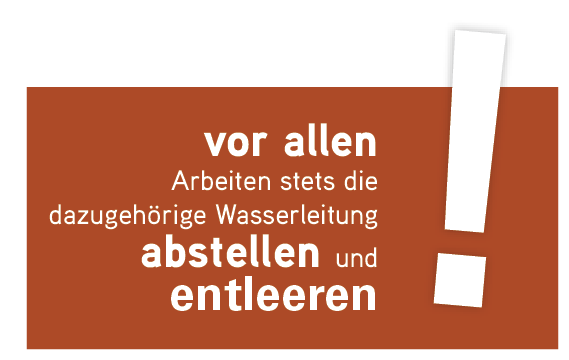 vor allen
Arbeiten stets die
dazugehörige Wasserleitung
abstellen und
entleeren
!